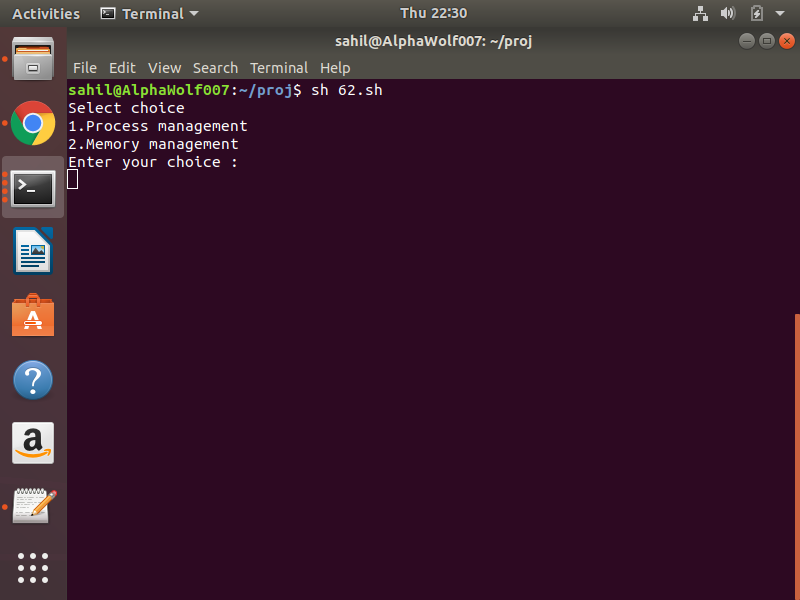 Activities Terminal Thu 22:30
sahil@AlphaWolf007: ~/proj
File Edit View Search Terminal Help
sahil@AlphaWolf007:~/proj$ sh 62.sh
Select choice
1.Process management
2.Memory management
Enter your choice :